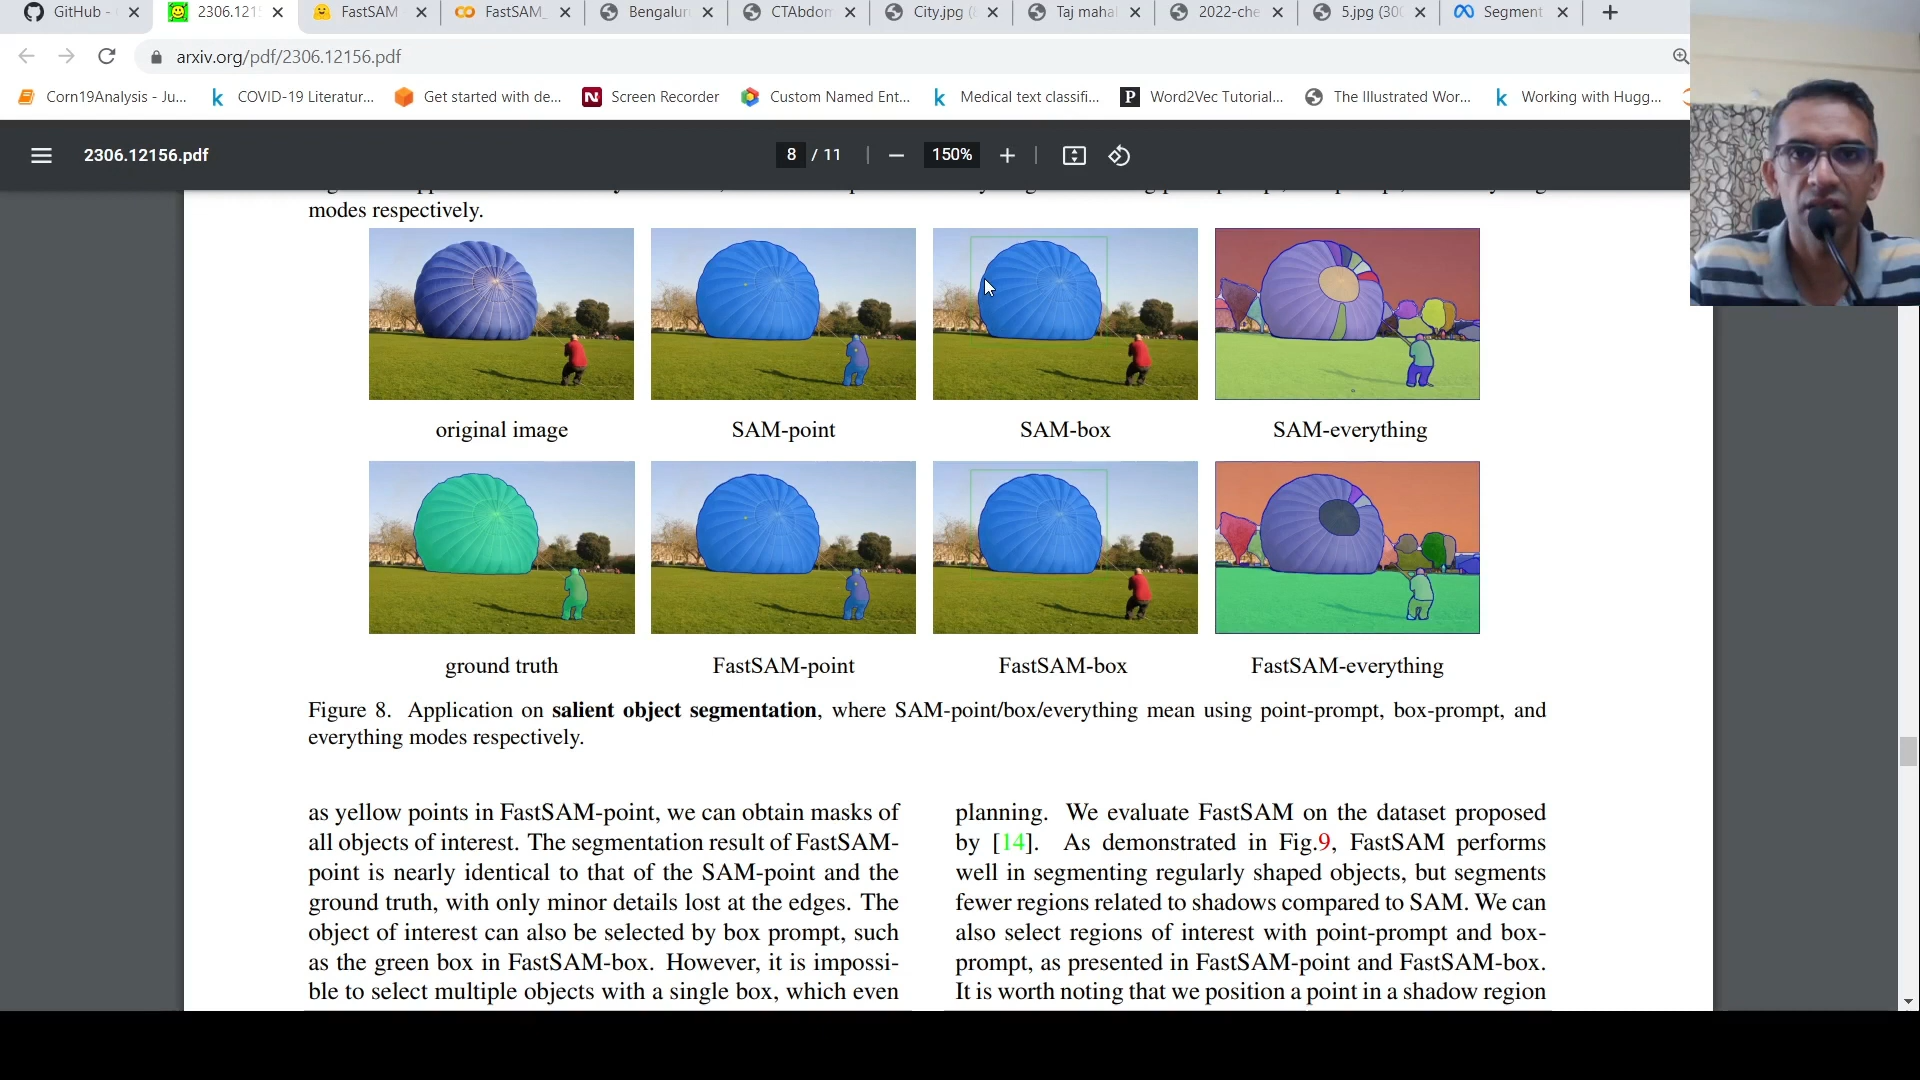 GitHub -
2306.121
FastSAM
FastSAM_
Bengalur
CTAbdom
City.jpg (
Taj maha
2022-che
5.jpg (30
Segment
arxiv.org/pdf/2306.12156.pdf
Corn19Analysis - Ju...
COVID-19 Literatur...
Get started with de...
Screen Recorder
Custom Named Ent...
Medical text classifi...
Word2Vec Tutorial...
The Illustrated Wor...
Working with Hugg...
2306.12156.pdf
8 / 11
150%
modes respectively.
original image
SAM-point
SAM-box
SAM-everything
ground truth
FastSAM-point
FastSAM-box
FastSAM-everything
Figure 8. Application on salient object segmentation, where SAM-point/box/everything mean using point-prompt, box-prompt, and
everything modes respectively.
as yellow points in FastSAM-point, we can obtain masks of
all objects of interest. The segmentation result of FastSAM-
point is nearly identical to that of the SAM-point and the
ground truth, with only minor details lost at the edges. The
object of interest can also be selected by box prompt, such
as the green box in FastSAM-box. However, it is impossi-
ble to select multiple objects with a single box, which even
planning. We evaluate FastSAM on the dataset proposed
by [14]. As demonstrated in Fig.9, FastSAM performs
well in segmenting regularly shaped objects, but segments
fewer regions related to shadows compared to SAM. We can
also select regions of interest with point-prompt and box-
prompt, as presented in FastSAM-point and FastSAM-box.
It is worth noting that we position a point in a shadow region